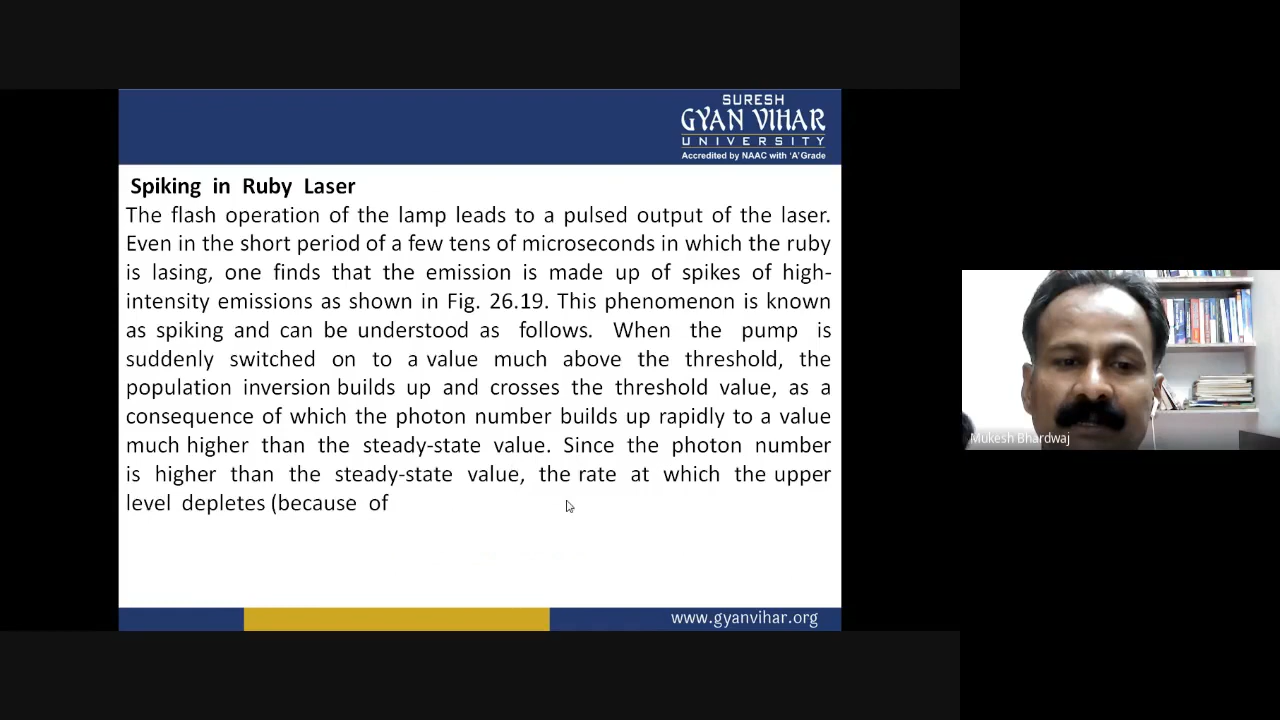 SURESH
GYAN VIHAR
UNIVERSITY
Accredited by NAAC with 'A' Grade
Spiking in Ruby Laser
The flash operation of the lamp leads to a pulsed output of the laser.
Even in the short period of a few tens of microseconds in which the ruby
is lasing, one finds that the emission is made up of spikes of high-
intensity emissions as shown in Fig. 26.19. This phenomenon is known
as spiking and can be understood as follows. When the pump is
suddenly switched on to a value much above the threshold, the
population inversion builds up and crosses the threshold value, as a
consequence of which the photon number builds up rapidly to a value
much higher than the steady-state value. Since the photon number
is higher than the steady-state value, the rate at which the upper
level depletes (because of
www.gyanvihar.org
Mukesh Bhardwaj